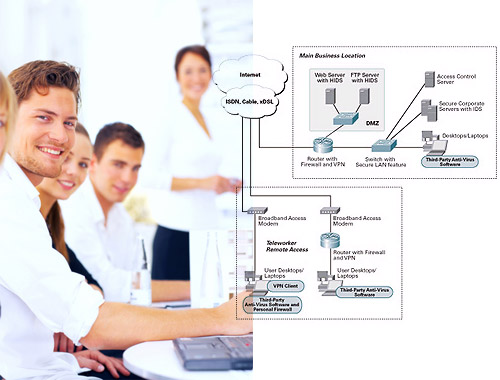 Main Business Location
Internet
ISDN, Cable, xDSL
Web Server
with HIDS
FTP Server
with HIDS
DMZ
Access Control
Server
Secure Corporate
Servers with IDS
Desktops/Laptops
Third-Party Anti-Virus
Software
Router with
Firewall and VPN
Switch with
Secure LAN feature
Broadband Access
Modem
Broadband Access
Modem
Teleworker
Remote Access
Router with Firewall
and VPN
User Desktops/
Laptops
VPN Client
Third-Party
Anti-Virus Software and
Personal Firewall
User Desktops/
Laptops
Third-Party Anti-Virus
Software